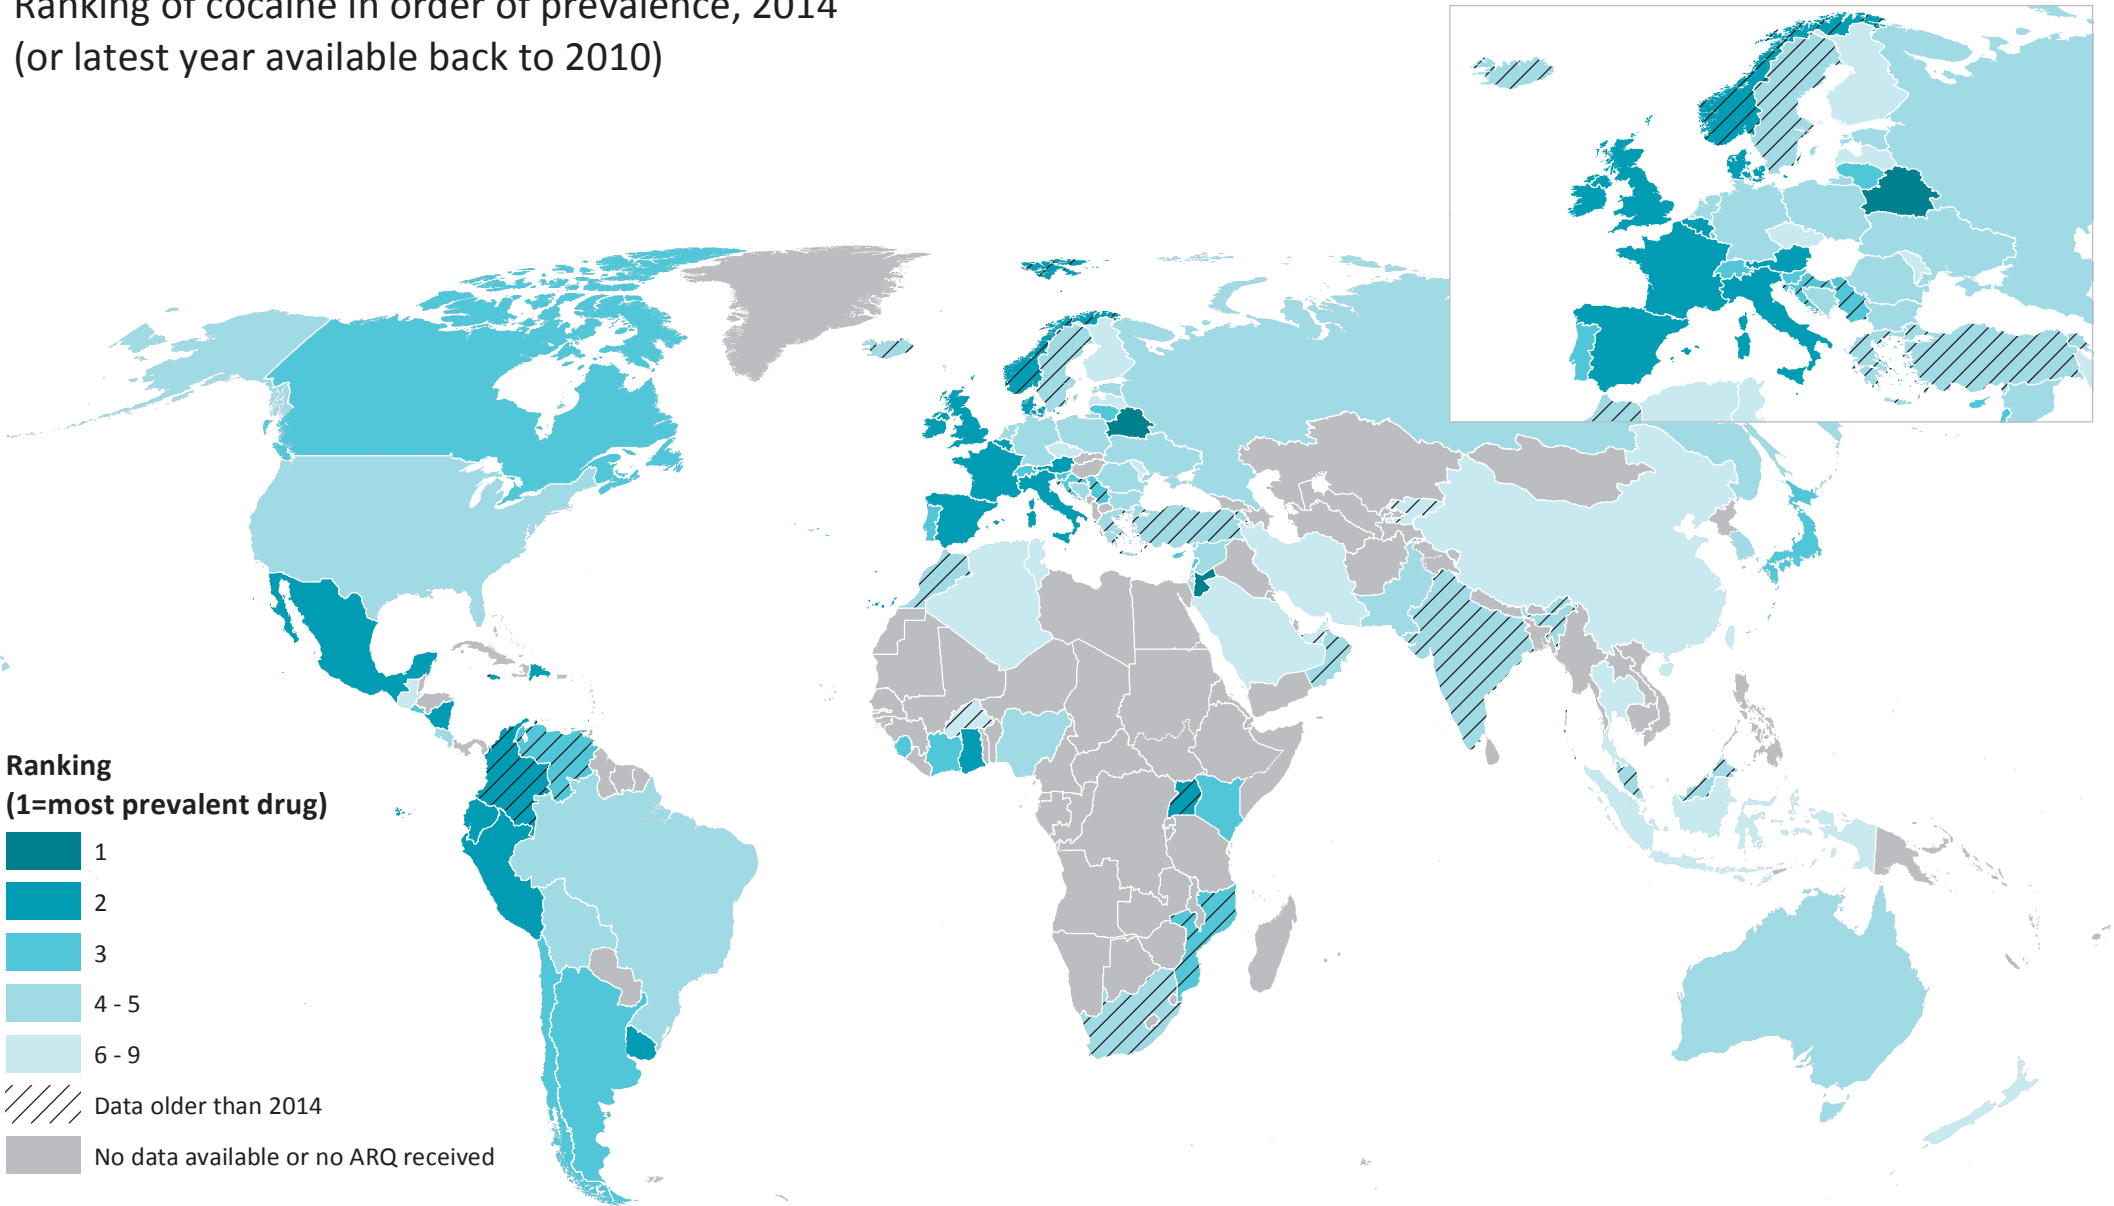 Ranking of cocaine in order of prevalence, 2014
(or latest year available back to 2010)
Ranking
(1=most prevalent drug)
1
2
3
4 - 5
6 - 9
Data older than 2014
No data available or no ARQ received